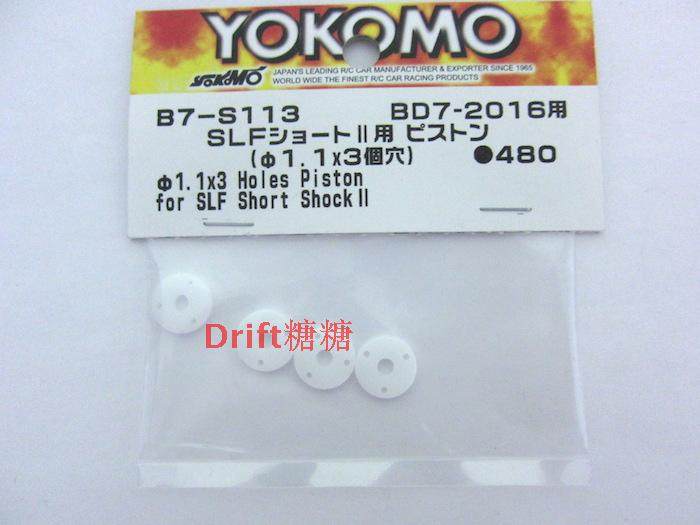 YOKOMO
YOKOMO
JAPAN'S LEADING R/C CAR MANUFACTURER & EXPORTER SINCE 1965
WORLD WIDE THE FINEST R/C CAR RACING PRODUCTS
B7-S113 BD7-2016用
SLFショートⅡ用 ピストン
(Φ1.1x3個穴) ●480
Φ1.1x3 Holes Piston
for SLF Short ShockⅡ
Drift糖糖